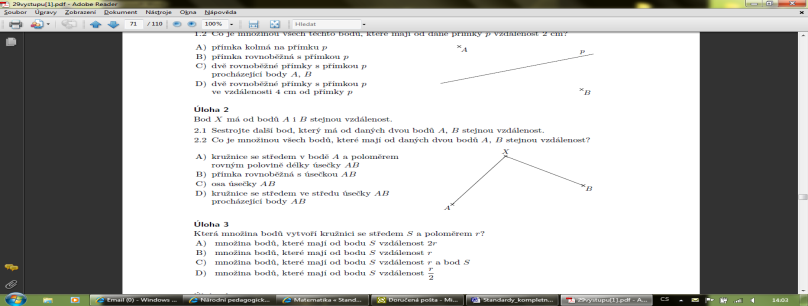 29vystupu[1].pdf - Adobe Reader
Soubor Úpravy Zobrazení Dokument Nástroje Okna Nápověda
71 / 110 100% Hledat
1.2 Co je množinou všech těchto bodů, které mají od dané přímky p vzdálenost 2 cm?
A) přímka kolmá na přímku p
B) přímka rovnoběžná s přímkou p
C) dvě rovnoběžné přímky s přímkou p
procházející body A, B
D) dvě rovnoběžné přímky s přímkou p
ve vzdálenosti 4 cm od přímky p
A
p
B
Úloha 2
Bod X má od bodů A i B stejnou vzdálenost.
2.1 Sestrojte další bod, který má od daných dvou bodů A, B stejnou vzdálenost.
2.2 Co je množinou všech bodů, které mají od daných dvou bodů A, B stejnou vzdálenost?
A) kružnice se středem v bodě A a poloměrem
rovným polovině délky úsečky AB
B) přímka rovnoběžná s úsečkou AB
C) osa úsečky AB
D) kružnice se středem ve středu úsečky AB
procházející body AB
X
B
A
Úloha 3
Která množina bodů vytvoří kružnici se středem S a poloměrem r?
A) množina bodů, které mají od bodu S vzdálenost 2r
B) množina bodů, které mají od bodu S vzdálenost r
C) množina bodů, které mají od bodu S vzdálenost r a bod S
D) množina bodů, které mají od bodu S vzdálenost r/2
Email (0) - Windows ... Národní pedagogick... Matematika « Stand... Doručená pošta - Mi... Standardy_kompletn... 29vystupu[1].pdf - A... CS 14:03